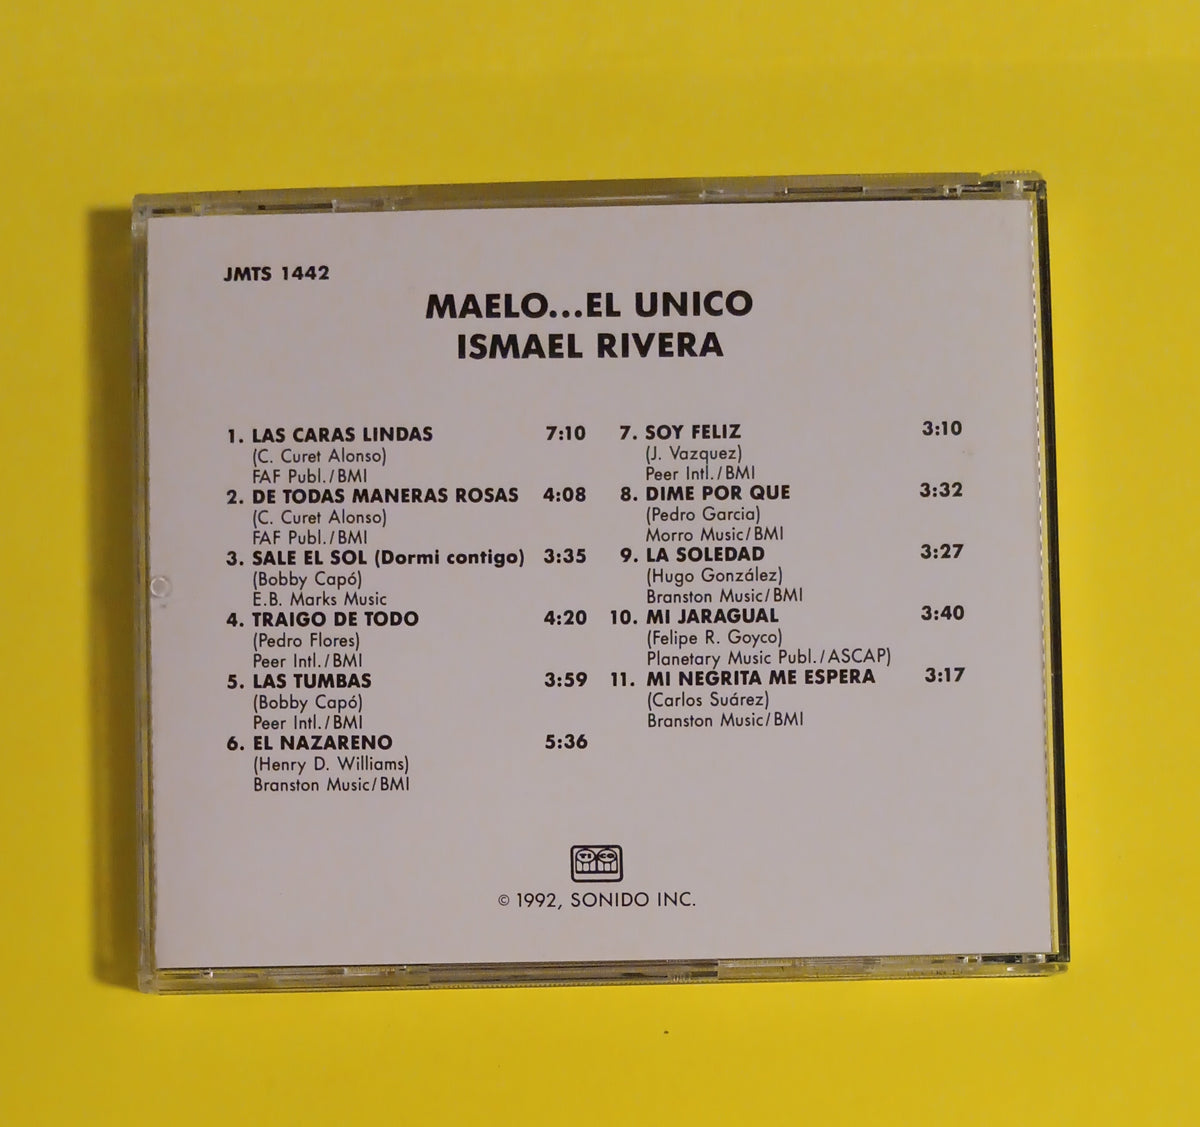 JMTS 1442
MAELO...EL UNICO
ISMAEL RIVERA
1. LAS CARAS LINDAS 7:10
(C. Curet Alonso)
FAF Publ./BMI
2. DE TODAS MANERAS ROSAS 4:08
(C. Curet Alonso)
FAF Publ./BMI
3. SALE EL SOL (Dormi contigo) 3:35
(Bobby Capó)
E.B. Marks Music
4. TRAIGO DE TODO 4:20
(Pedro Flores)
Peer Intl./BMI
5. LAS TUMBAS 3:59
(Bobby Capó)
Peer Intl./BMI
6. EL NAZARENO 5:36
(Henry D. Williams)
Branston Music/BMI
7. SOY FELIZ 3:10
(J. Vazquez)
Peer Intl./BMI
8. DIME POR QUE 3:32
(Pedro Garcia)
Morro Music/BMI
9. LA SOLEDAD 3:27
(Hugo González)
Branston Music/BMI
10. MI JARAGUAL 3:40
(Felipe R. Goyco)
Planetary Music Publ./ASCAP)
11. MI NEGRITA ME ESPERA 3:17
(Carlos Suárez)
Branston Music/BMI
TICO
© 1992, SONIDO INC.